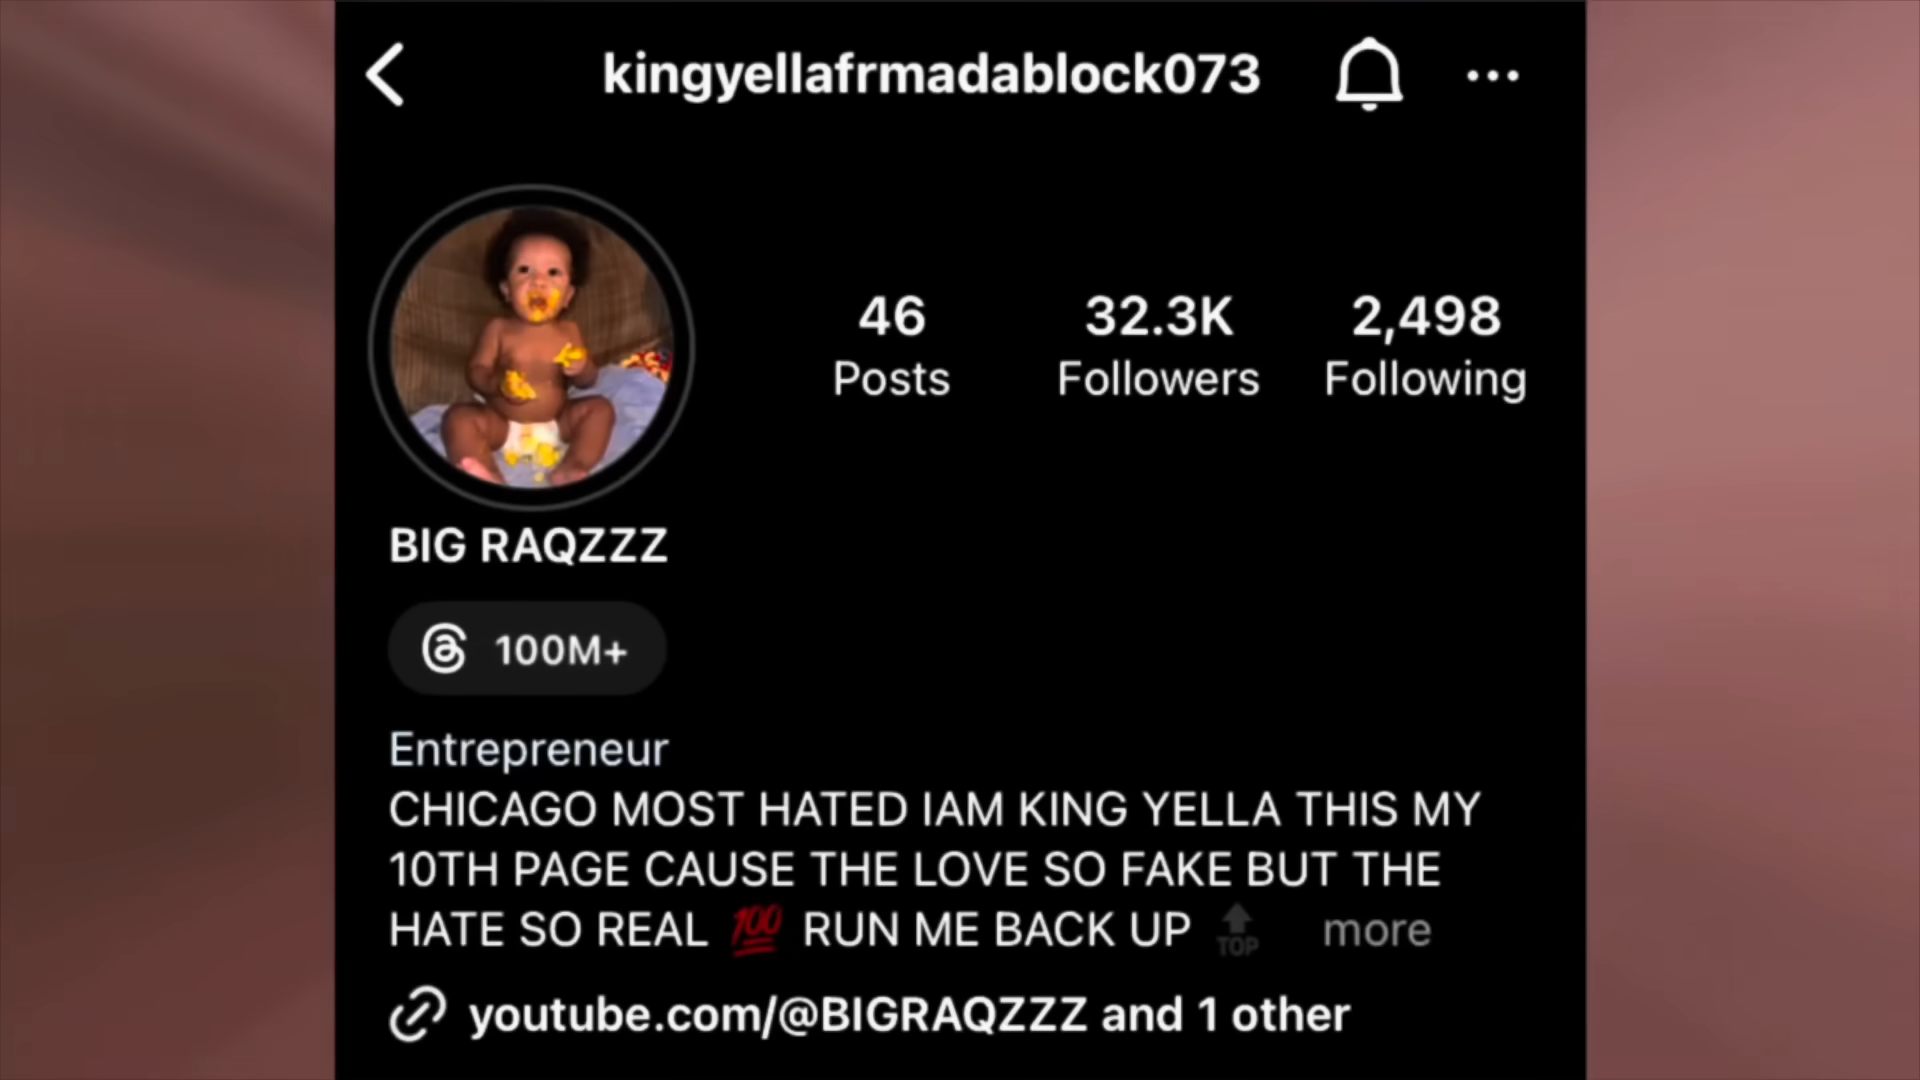 kingyellafrmadablock073
46
Posts
32.3K
Followers
2,498
Following
BIG RAQZZZ
100M+
Entrepreneur
CHICAGO MOST HATED IAM KING YELLA THIS MY
10TH PAGE CAUSE THE LOVE SO FAKE BUT THE
HATE SO REAL 💯 RUN ME BACK UP 🔝 more
youtube.com/@BIGRAQZZZ and 1 other